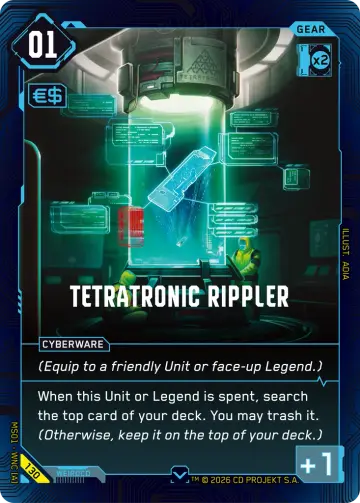 01
GEAR
x2
€$
TETRATRONIC RIPPLER
ILLUST. ADIA
CYBERWARE
(Equip to a friendly Unit or face-up Legend.)
When this Unit or Legend is spent, search
the top card of your deck. You may trash it.
(Otherwise, keep it on the top of your deck.)
+1
130
™ © 2026 CD PROJEKT S.A.